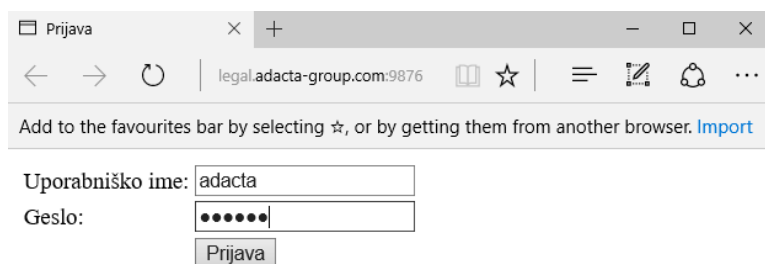 Prijava
legal.adacta-group.com:9876
Add to the favourites bar by selecting ☆, or by getting them from another browser. Import
Uporabniško ime: adacta
Geslo: ●●●●●●
Prijava